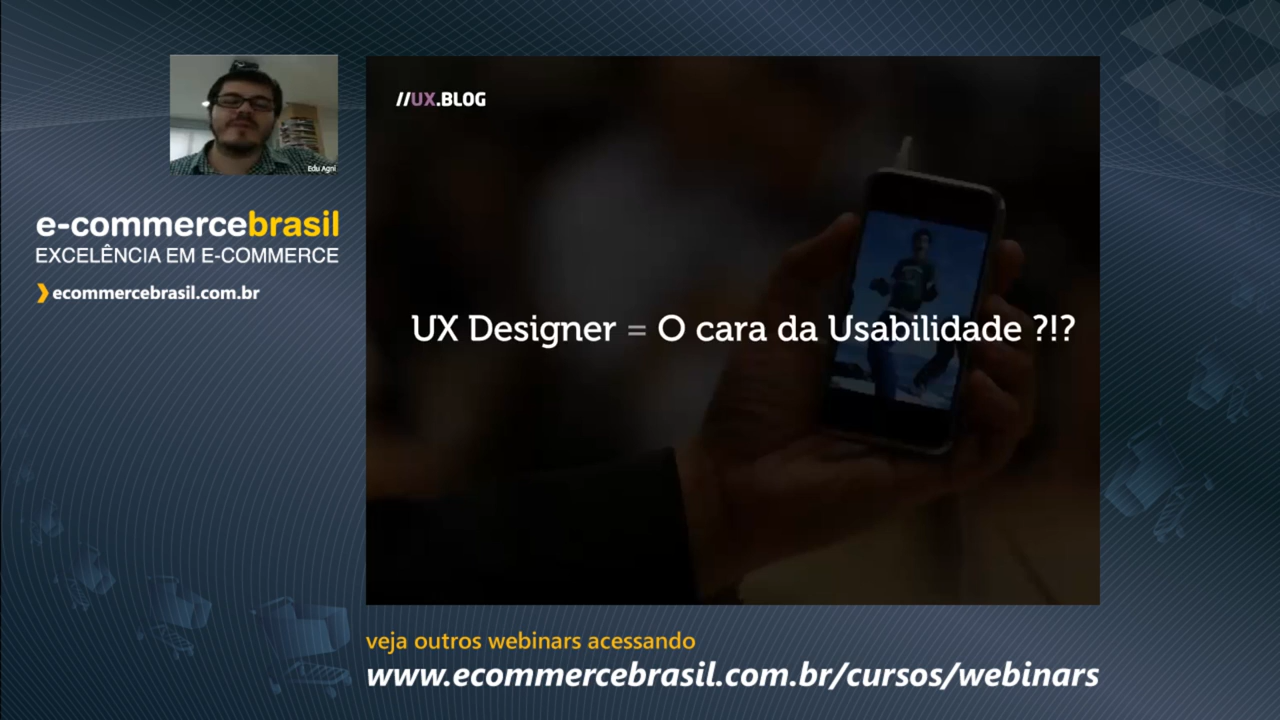 Edu Agni
e-commercebrasil
EXCELÊNCIA EM E-COMMERCE
ecommercebrasil.com.br
//UX.BLOG
UX Designer = O cara da Usabilidade ?!?
veja outros webinars acessando
www.ecommercebrasil.com.br/cursos/webinars